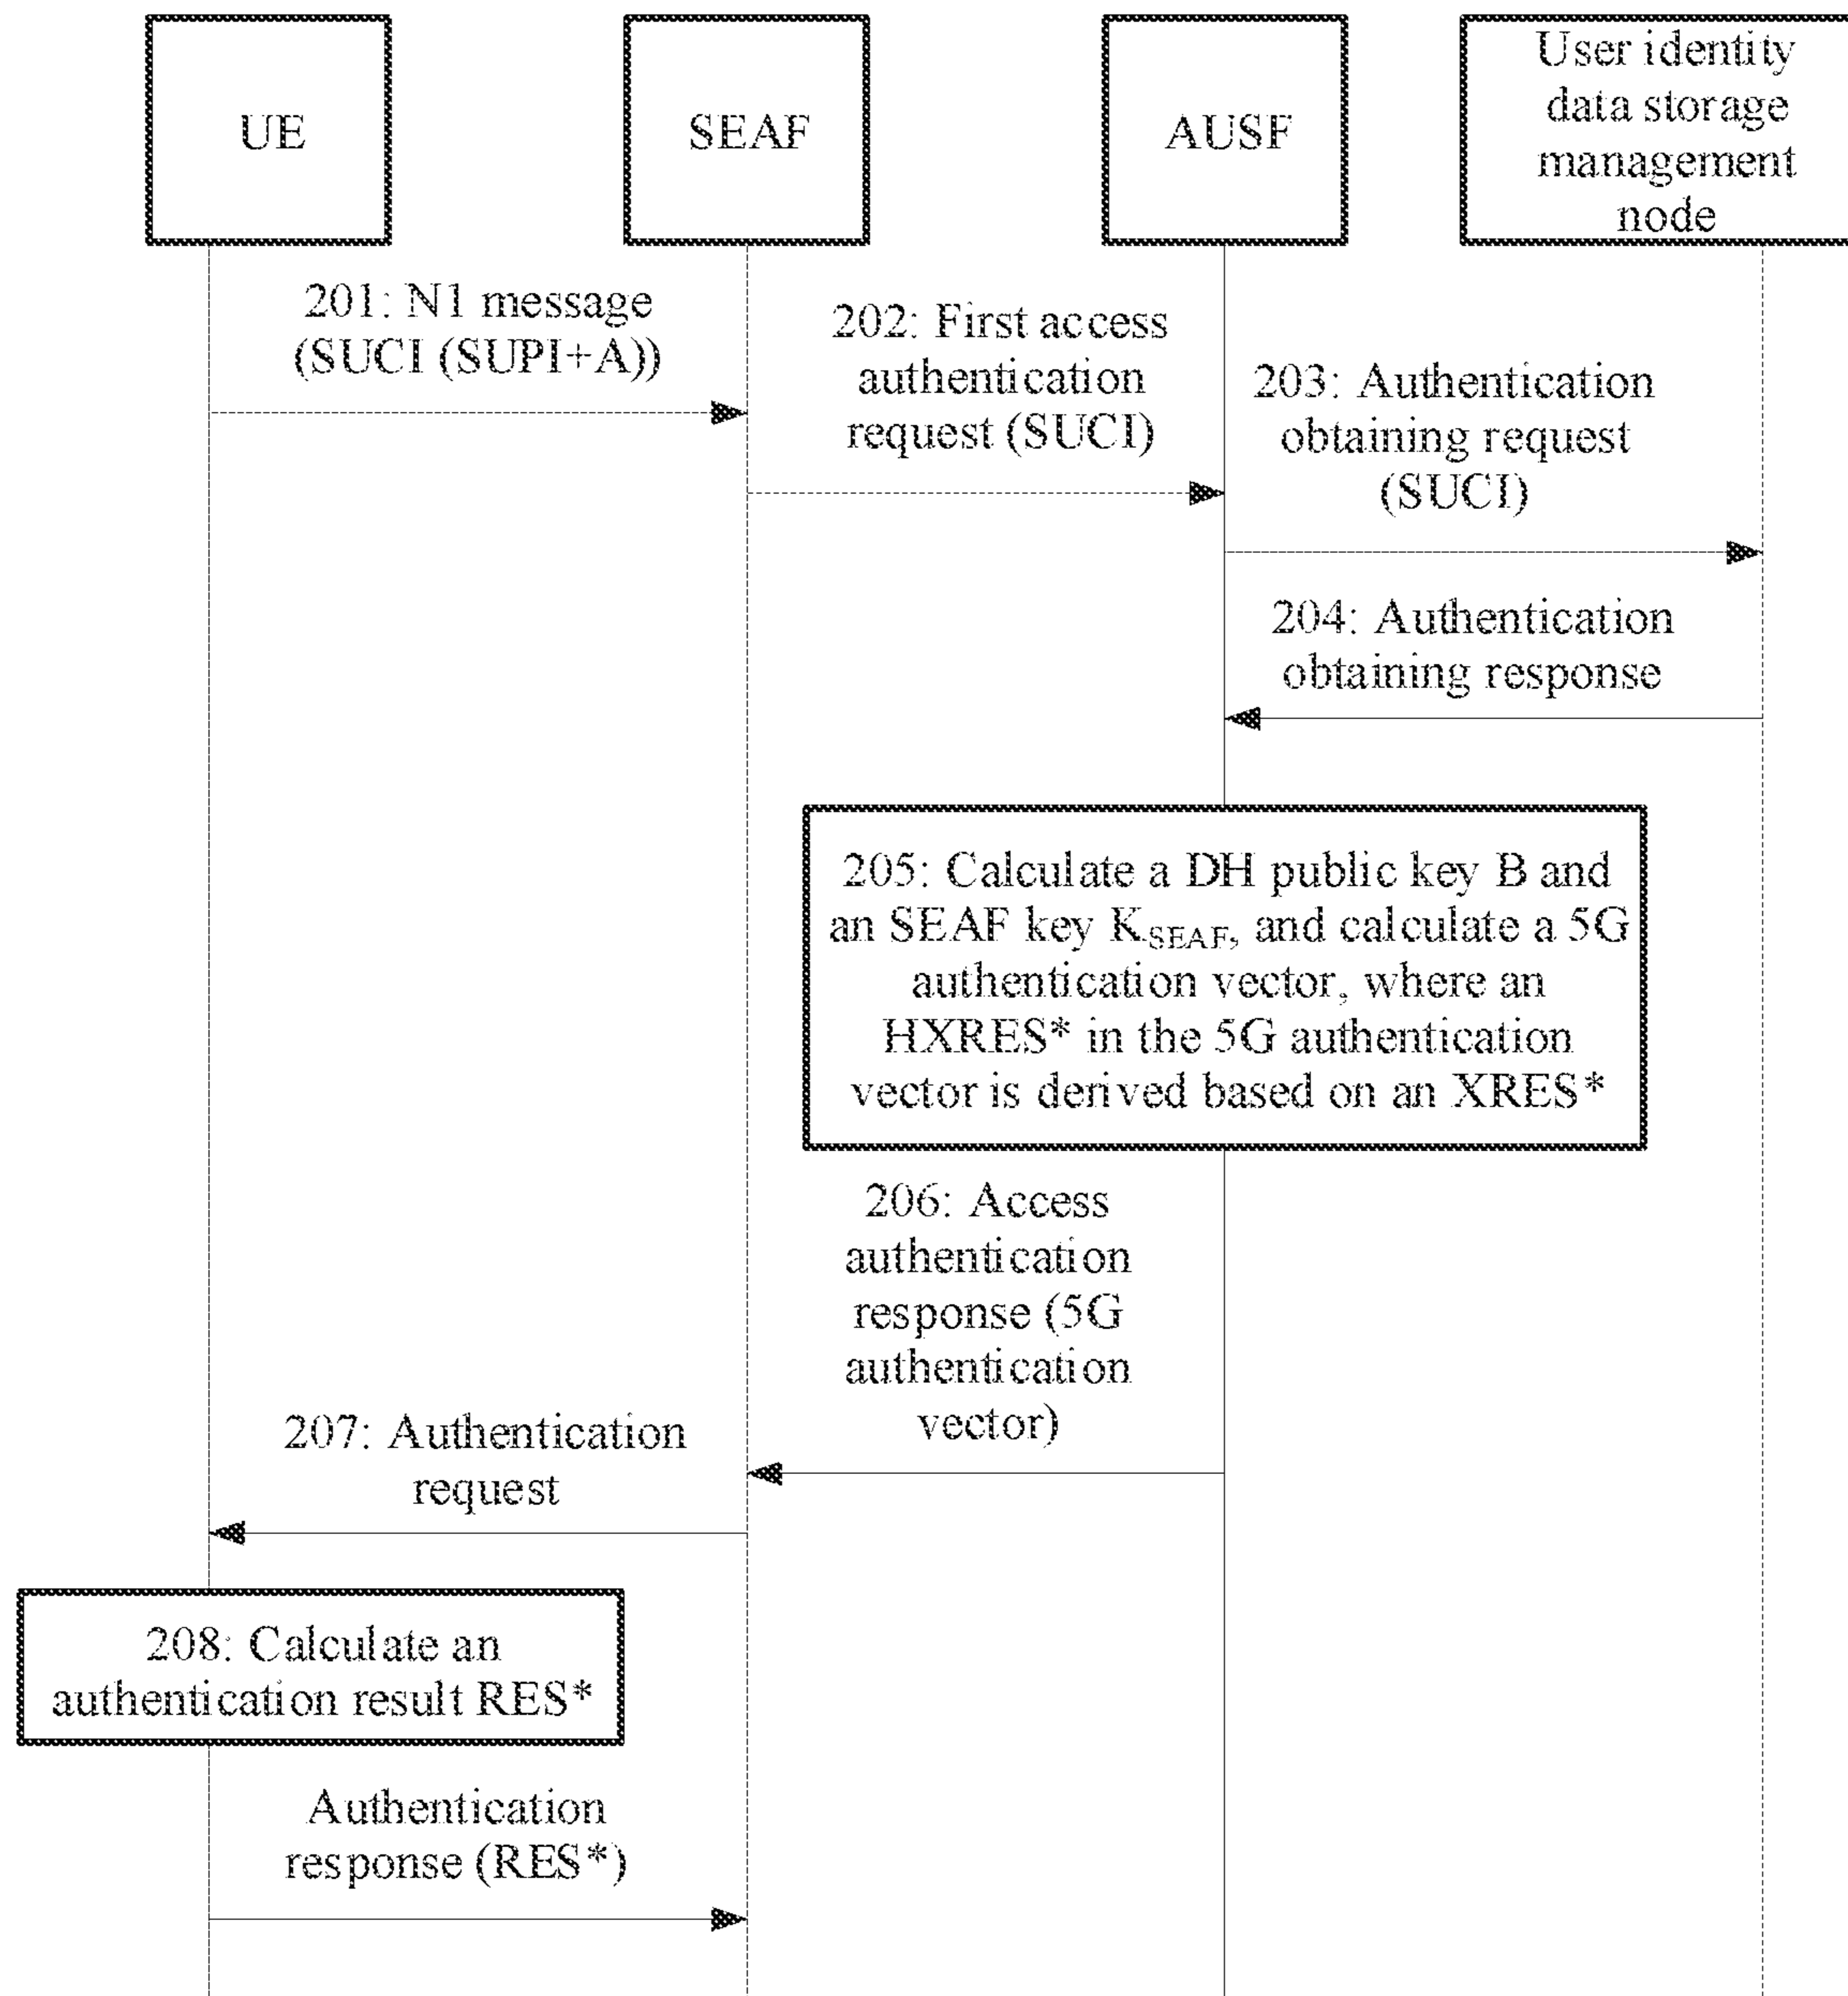 UE
SEAF
AUSF
User identity
data storage
management
node
201: N1 message
(SUCI (SUPI+A))
202: First access
authentication
request (SUCI)
203: Authentication
obtaining request
(SUCI)
204: Authentication
obtaining response
205: Calculate a DH public key B and
an SEAF key K_SEAF, and calculate a 5G
authentication vector, where an
HXRES* in the 5G authentication
vector is derived based on an XRES*
206: Access
authentication
response (5G
authentication
vector)
207: Authentication
request
208: Calculate an
authentication result RES*
Authentication
response (RES*)